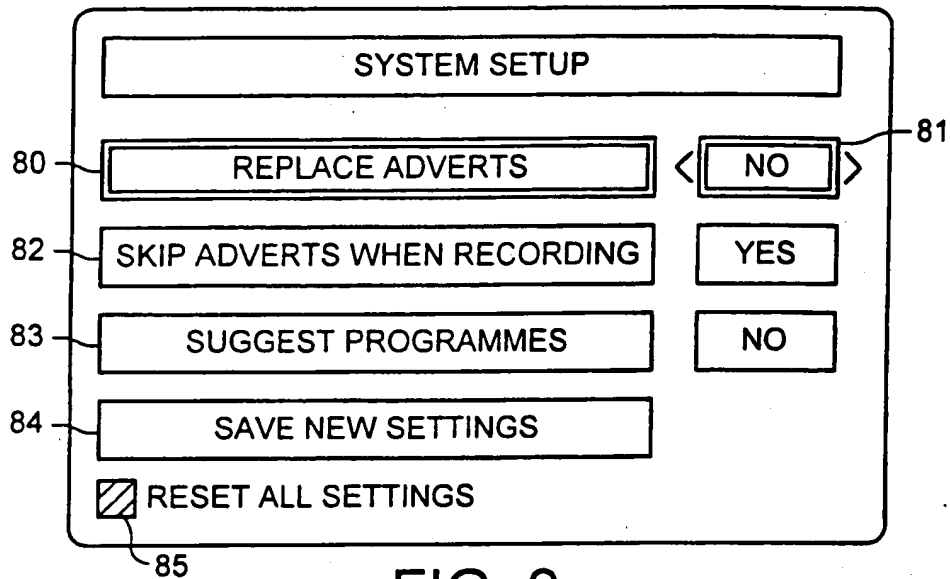 SYSTEM SETUP
81
80 REPLACE ADVERTS < NO >
82 SKIP ADVERTS WHEN RECORDING YES
83 SUGGEST PROGRAMMES NO
84 SAVE NEW SETTINGS
RESET ALL SETTINGS
85